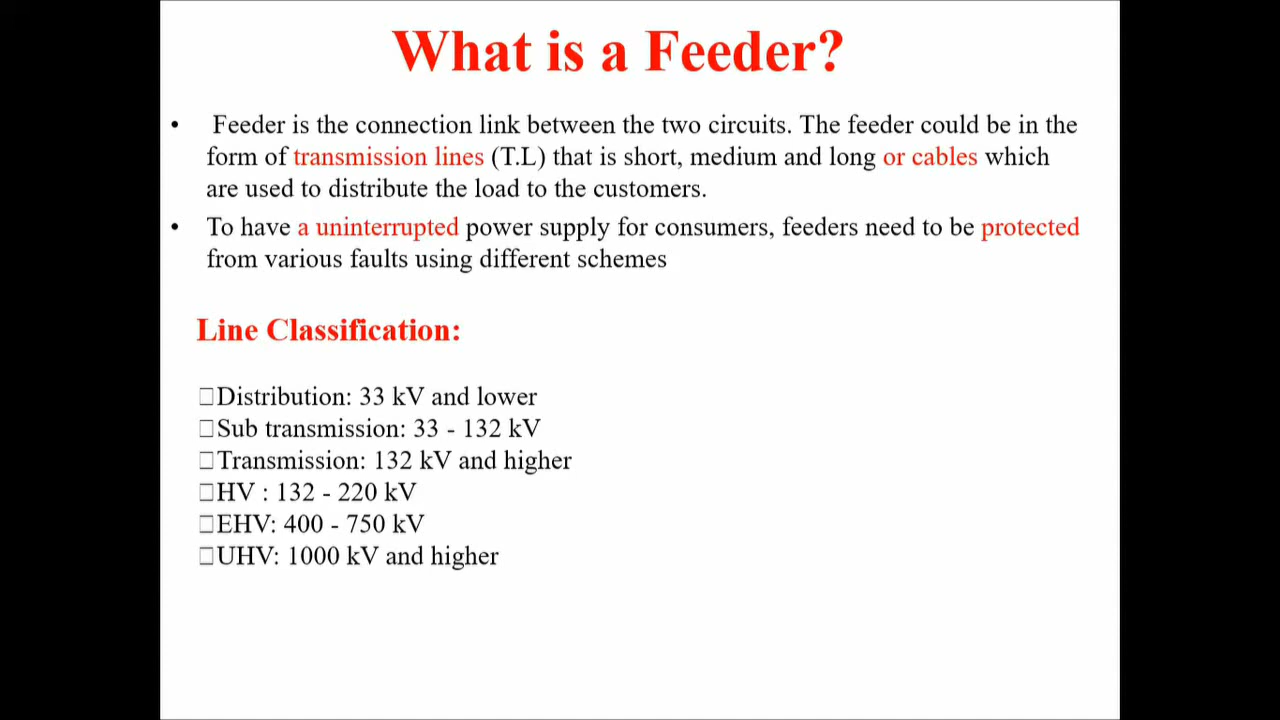 What is a Feeder?
• Feeder is the connection link between the two circuits. The feeder could be in the
form of transmission lines (T.L) that is short, medium and long or cables which
are used to distribute the load to the customers.
• To have a uninterrupted power supply for consumers, feeders need to be protected
from various faults using different schemes
Line Classification:
□Distribution: 33 kV and lower
□Sub transmission: 33 - 132 kV
□Transmission: 132 kV and higher
□HV : 132 - 220 kV
□EHV: 400 - 750 kV
□UHV: 1000 kV and higher